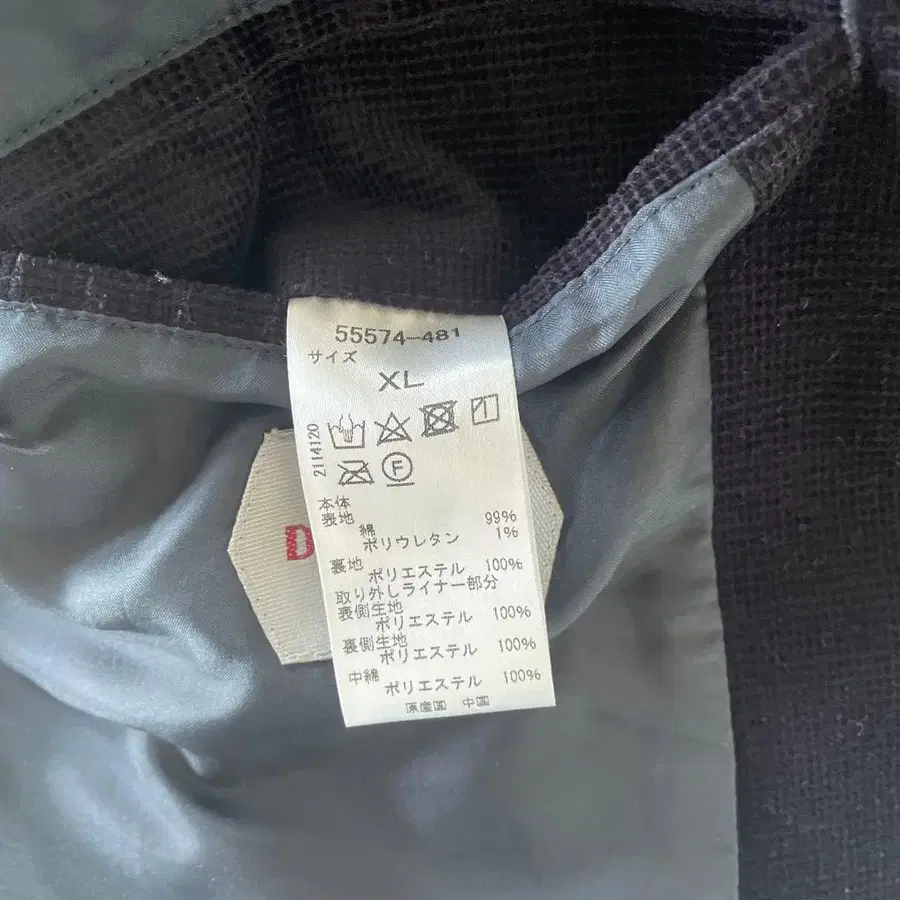 55574-481
サイズ
XL
2114120
F
本体
表地
綿 99%
ポリウレタン 1%
裏地
ポリエステル 100%
取り外しライナー部分
表側生地
ポリエステル 100%
裏側生地
ポリエステル 100%
中綿
ポリエステル 100%
原産国 中国
D